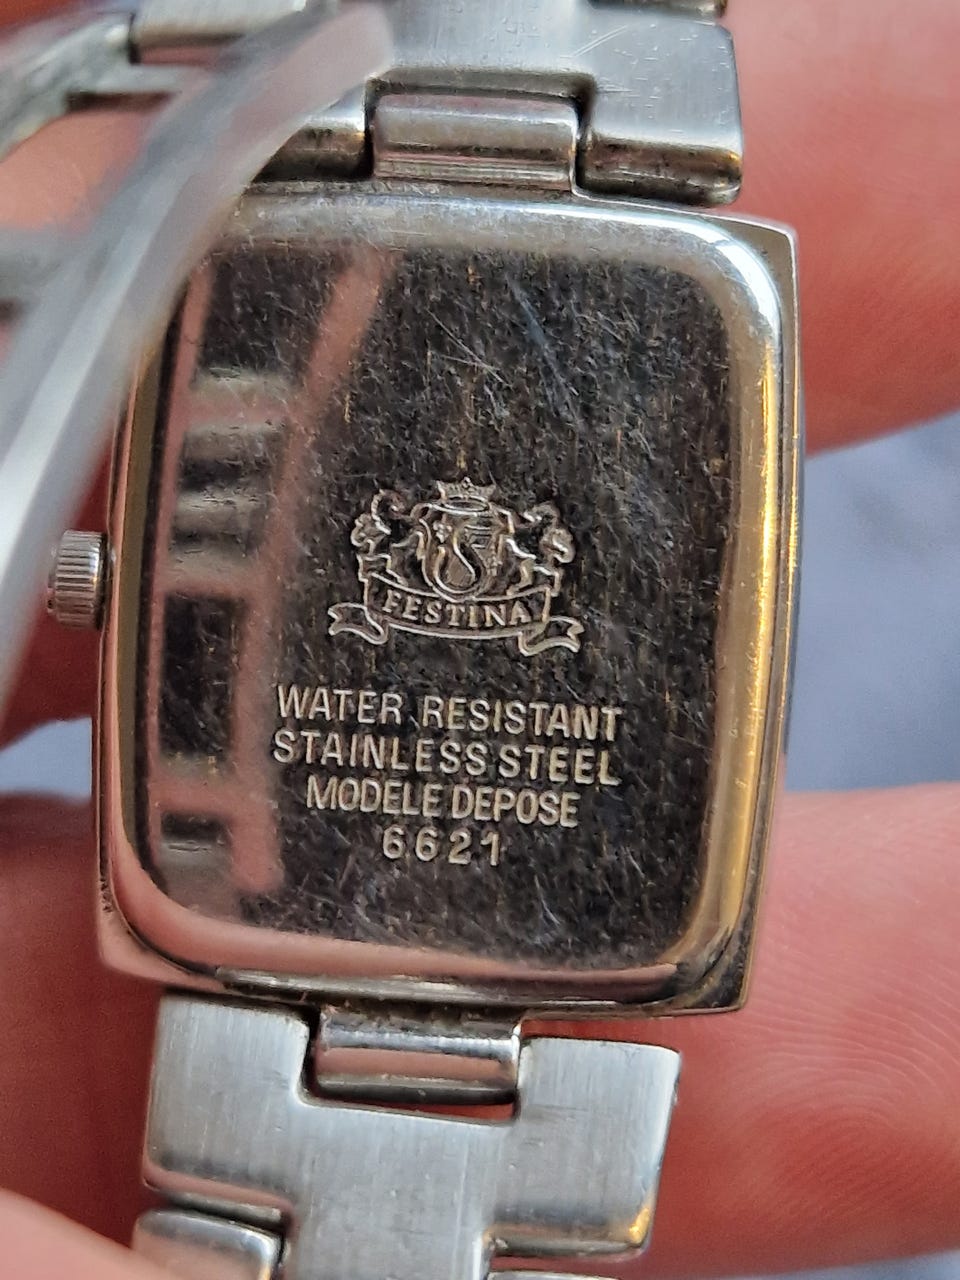 FESTINA
WATER RESISTANT
STAINLESS STEEL
MODELE DEPOSE
6621